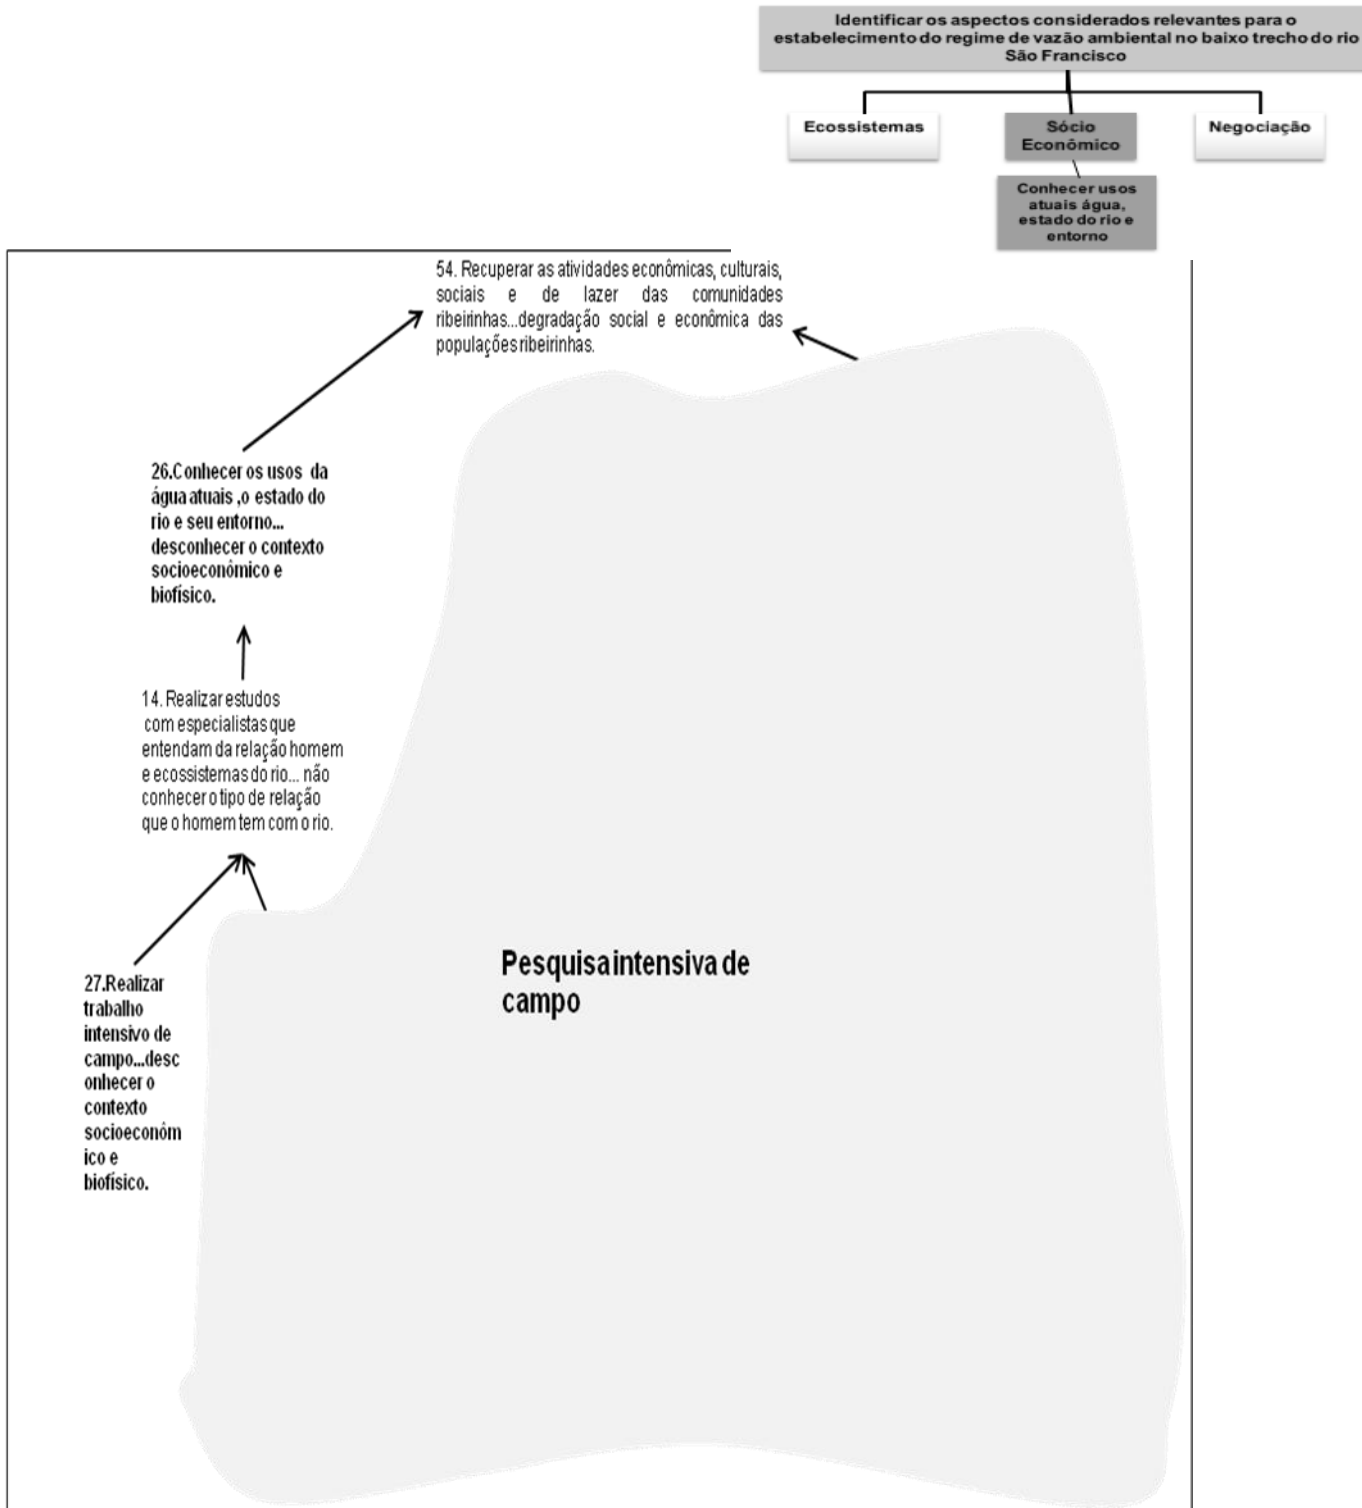 Identificar os aspectos considerados relevantes para o
estabelecimento do regime de vazão ambiental no baixo trecho do rio
São Francisco
Ecossistemas
Sócio
Econômico
Negociação
Conhecer usos
atuais água,
estado do rio e
entorno
54. Recuperar as atividades econômicas, culturais,
sociais e de lazer das comunidades
ribeirinhas...degradação social e econômica das
populações ribeirinhas.
26.Conhecer os usos da
água atuais ,o estado do
rio e seu entorno...
desconhecer o contexto
socioeconômico e
biofísico.
14. Realizar estudos
com especialistas que
entendam da relação homem
e ecossistemas do rio... não
conhecer o tipo de relação
que o homem tem com o rio.
27.Realizar
trabalho
intensivo de
campo...desc
onhecer o
contexto
socioeconôm
ico e
biofísico.
Pesquisa intensiva de
campo